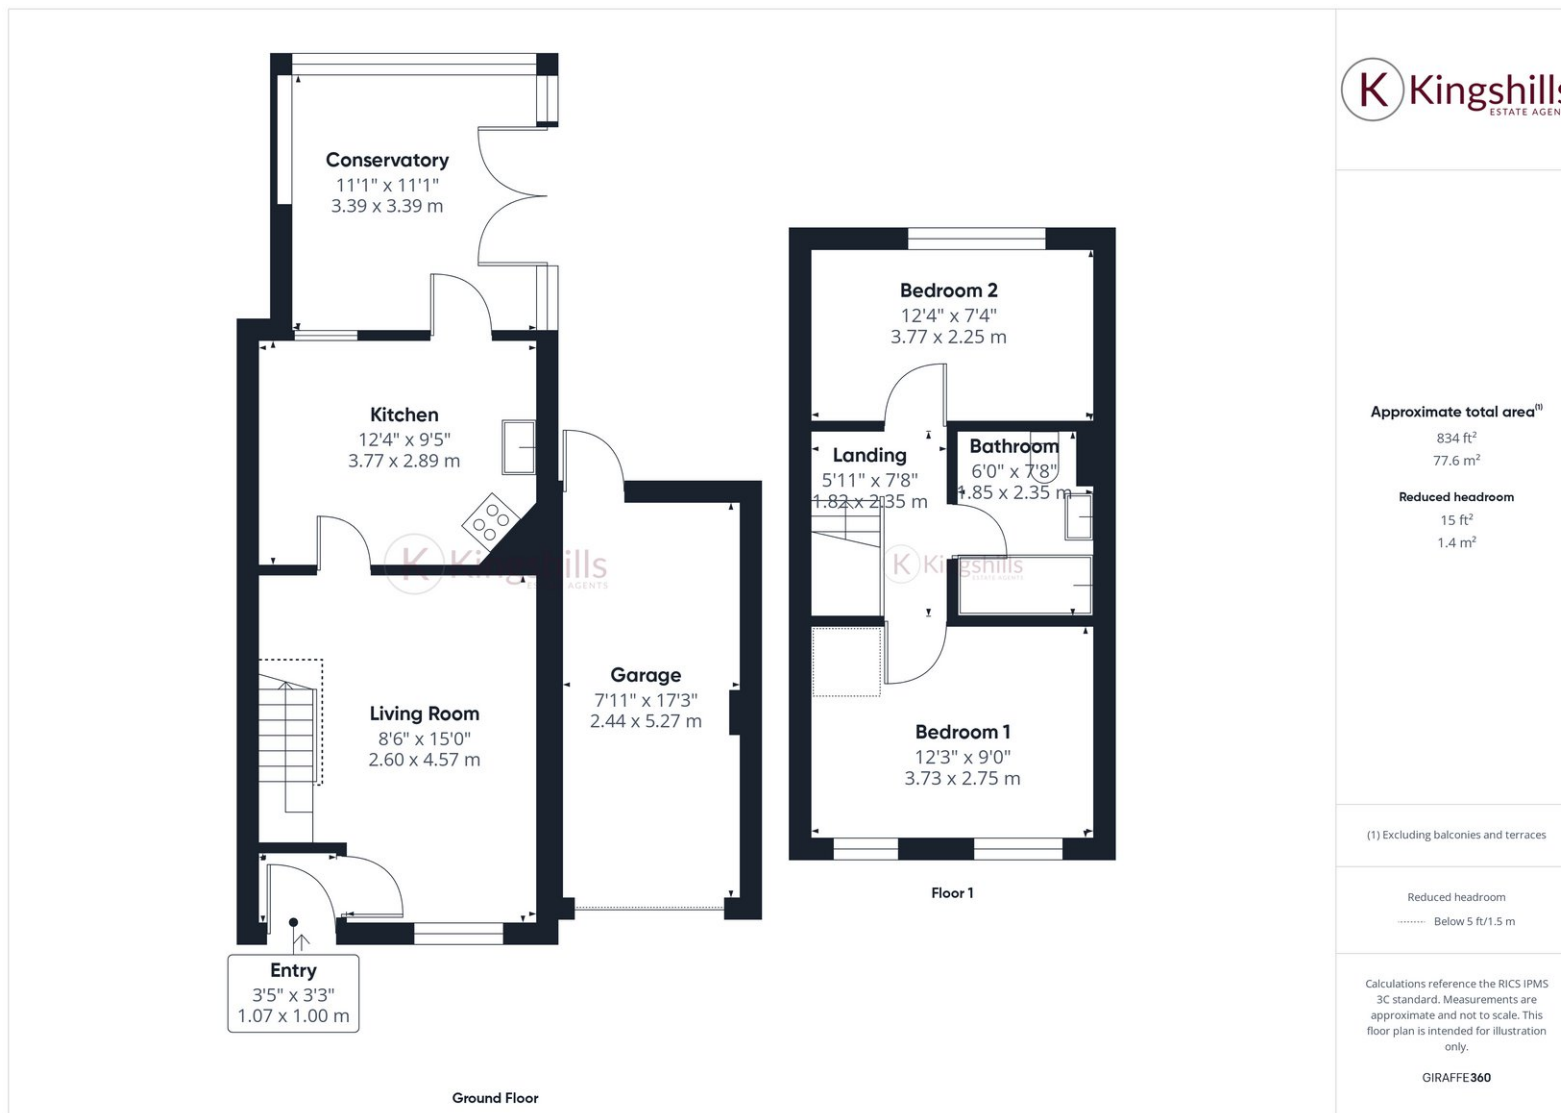 Conservatory
11'1" x 11'1"
3.39 x 3.39 m
Kitchen
12'4" x 9'5"
3.77 x 2.89 m
Living Room
8'6" x 15'0"
2.60 x 4.57 m
Garage
7'11" x 17'3"
2.44 x 5.27 m
Entry
3'5" x 3'3"
1.07 x 1.00 m
K Kingshills
ESTATE AGENTS
Ground Floor
Bedroom 2
12'4" x 7'4"
3.77 x 2.25 m
Landing
5'11" x 7'8"
1.82 x 2.35 m
Bathroom
6'0" x 7'8"
1.85 x 2.35 m
K Kingshills
ESTATE AGENTS
Bedroom 1
12'3" x 9'0"
3.73 x 2.75 m
Floor 1
K Kingshills
ESTATE AGEN
Approximate total area(1)
834 ft²
77.6 m²
Reduced headroom
15 ft²
1.4 m²
(1) Excluding balconies and terraces
Reduced headroom
Below 5 ft/1.5 m
Calculations reference the RICS IPMS
3C standard. Measurements are
approximate and not to scale. This
floor plan is intended for illustration
only.
GIRAFFE360